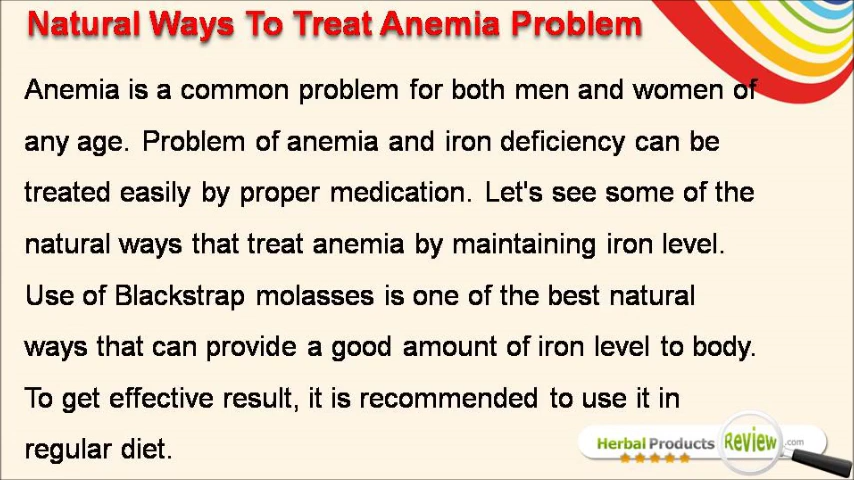 Natural Ways To Treat Anemia Problem
Anemia is a common problem for both men and women of
any age. Problem of anemia and iron deficiency can be
treated easily by proper medication. Let's see some of the
natural ways that treat anemia by maintaining iron level.
Use of Blackstrap molasses is one of the best natural
ways that can provide a good amount of iron level to body.
To get effective result, it is recommended to use it in
regular diet.
Herbal Products Review.com